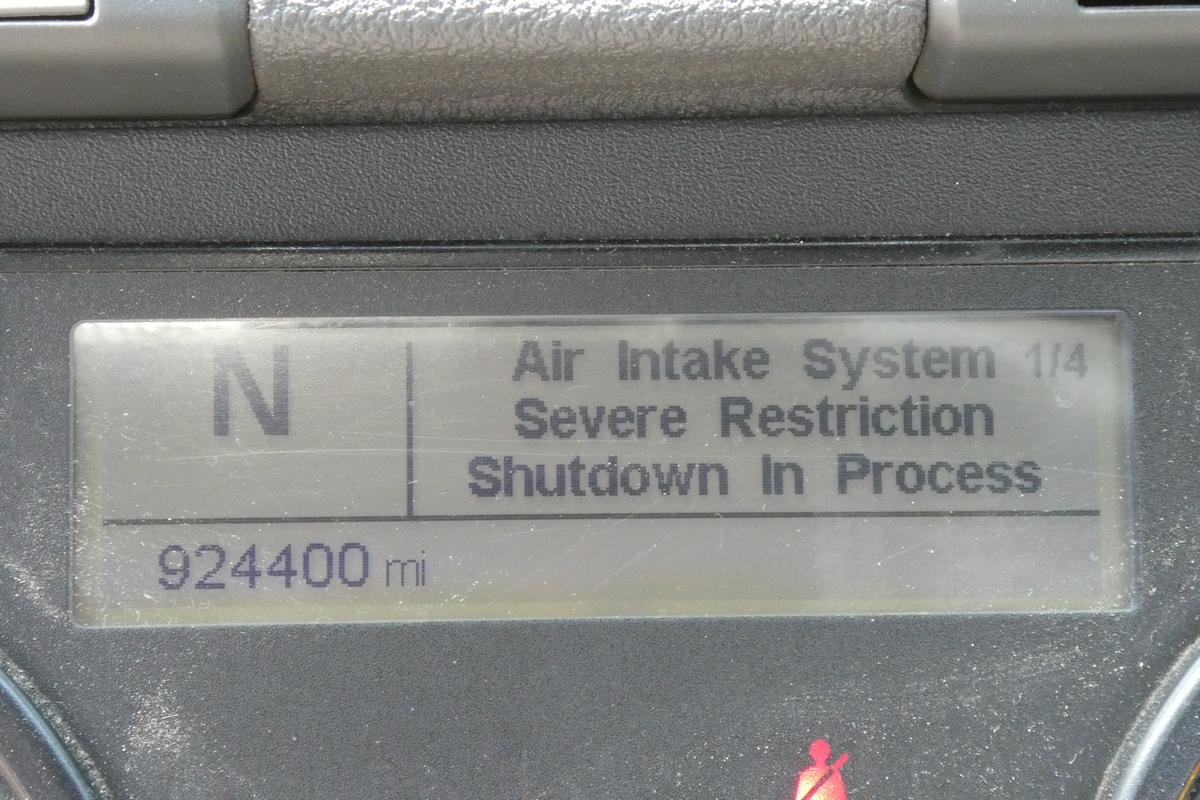 N
Air Intake System 1/4
Severe Restriction
Shutdown In Process
924400 mi